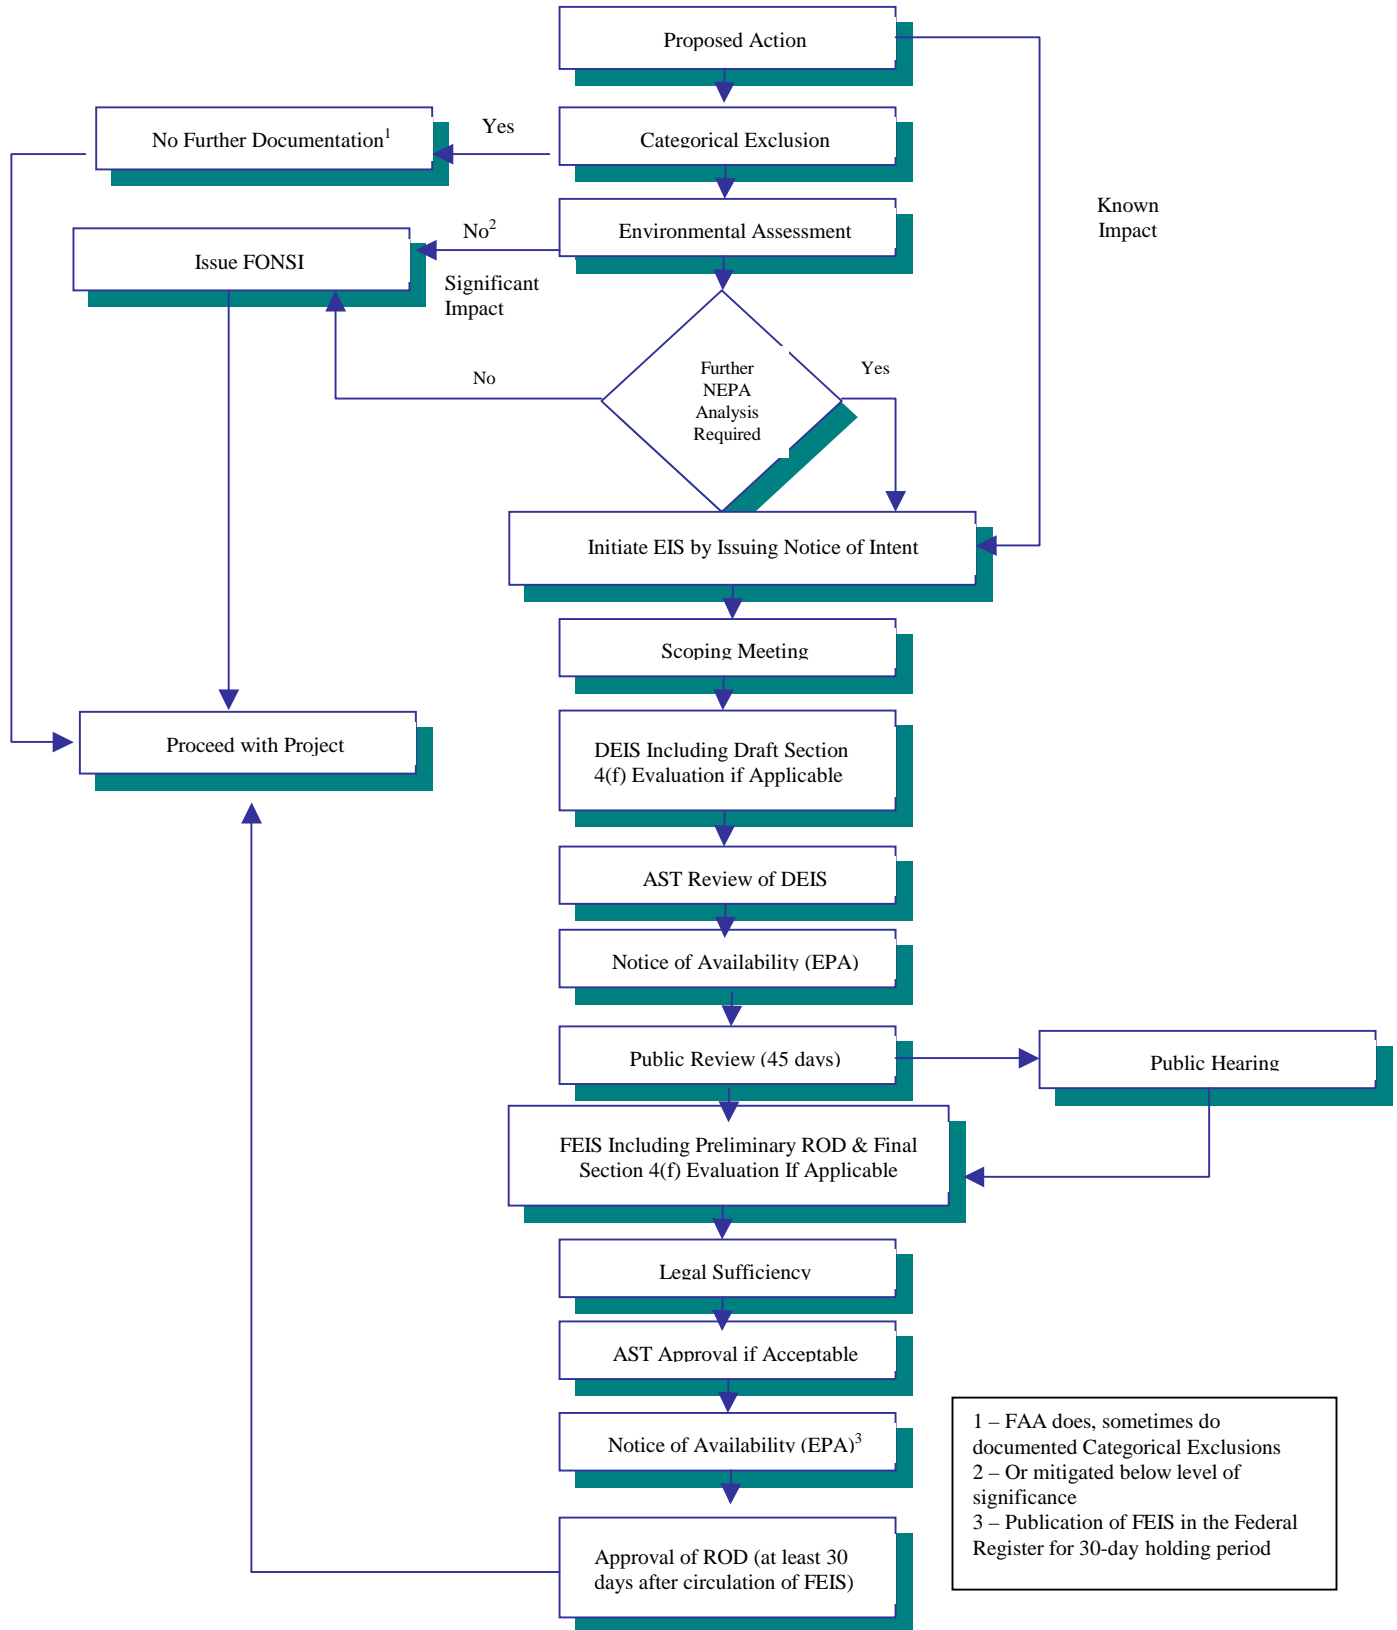 Proposed Action
No Further Documentation1
Yes
Categorical Exclusion
Known
Impact
No2
Environmental Assessment
Issue FONSI
Significant
Impact
No
Further
NEPA
Analysis
Required
Yes
Initiate EIS by Issuing Notice of Intent
Scoping Meeting
Proceed with Project
DEIS Including Draft Section
4(f) Evaluation if Applicable
AST Review of DEIS
Notice of Availability (EPA)
Public Review (45 days)
Public Hearing
FEIS Including Preliminary ROD & Final
Section 4(f) Evaluation If Applicable
Legal Sufficiency
AST Approval if Acceptable
Notice of Availability (EPA)3
Approval of ROD (at least 30
days after circulation of FEIS)
1 – FAA does, sometimes do
documented Categorical Exclusions
2 – Or mitigated below level of
significance
3 – Publication of FEIS in the Federal
Register for 30-day holding period